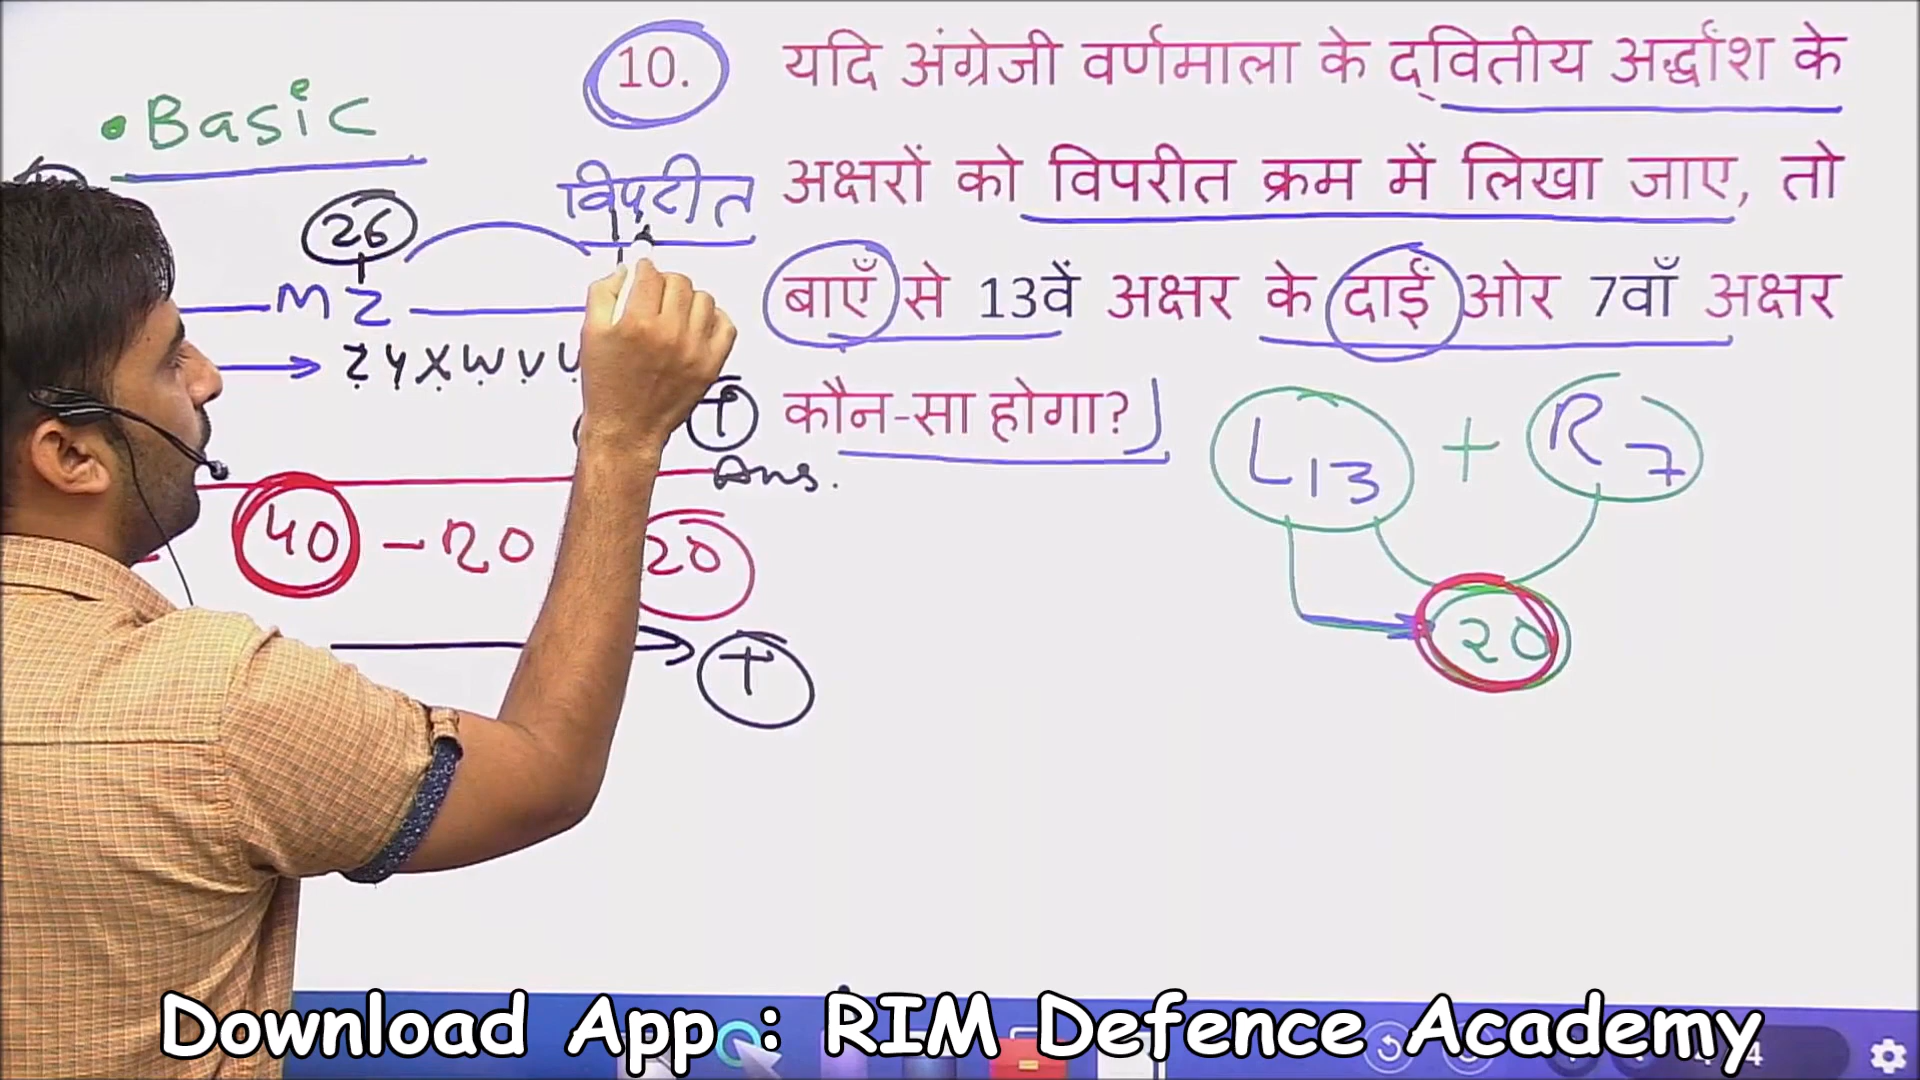 10. यदि अंग्रेजी वर्णमाला के द्वितीय अर्द्धांश के
अक्षरों को विपरीत क्रम में लिखा जाए, तो
बाएँ से 13वें अक्षर के दाईं ओर 7वाँ अक्षर
कौन-सा होगा?
• Basic
विपरीत
26
M Z
Z Y X W V U
T
Ans.
40 - 20
20
T
L13 + R7
20
Download App : RIM Defence Academy